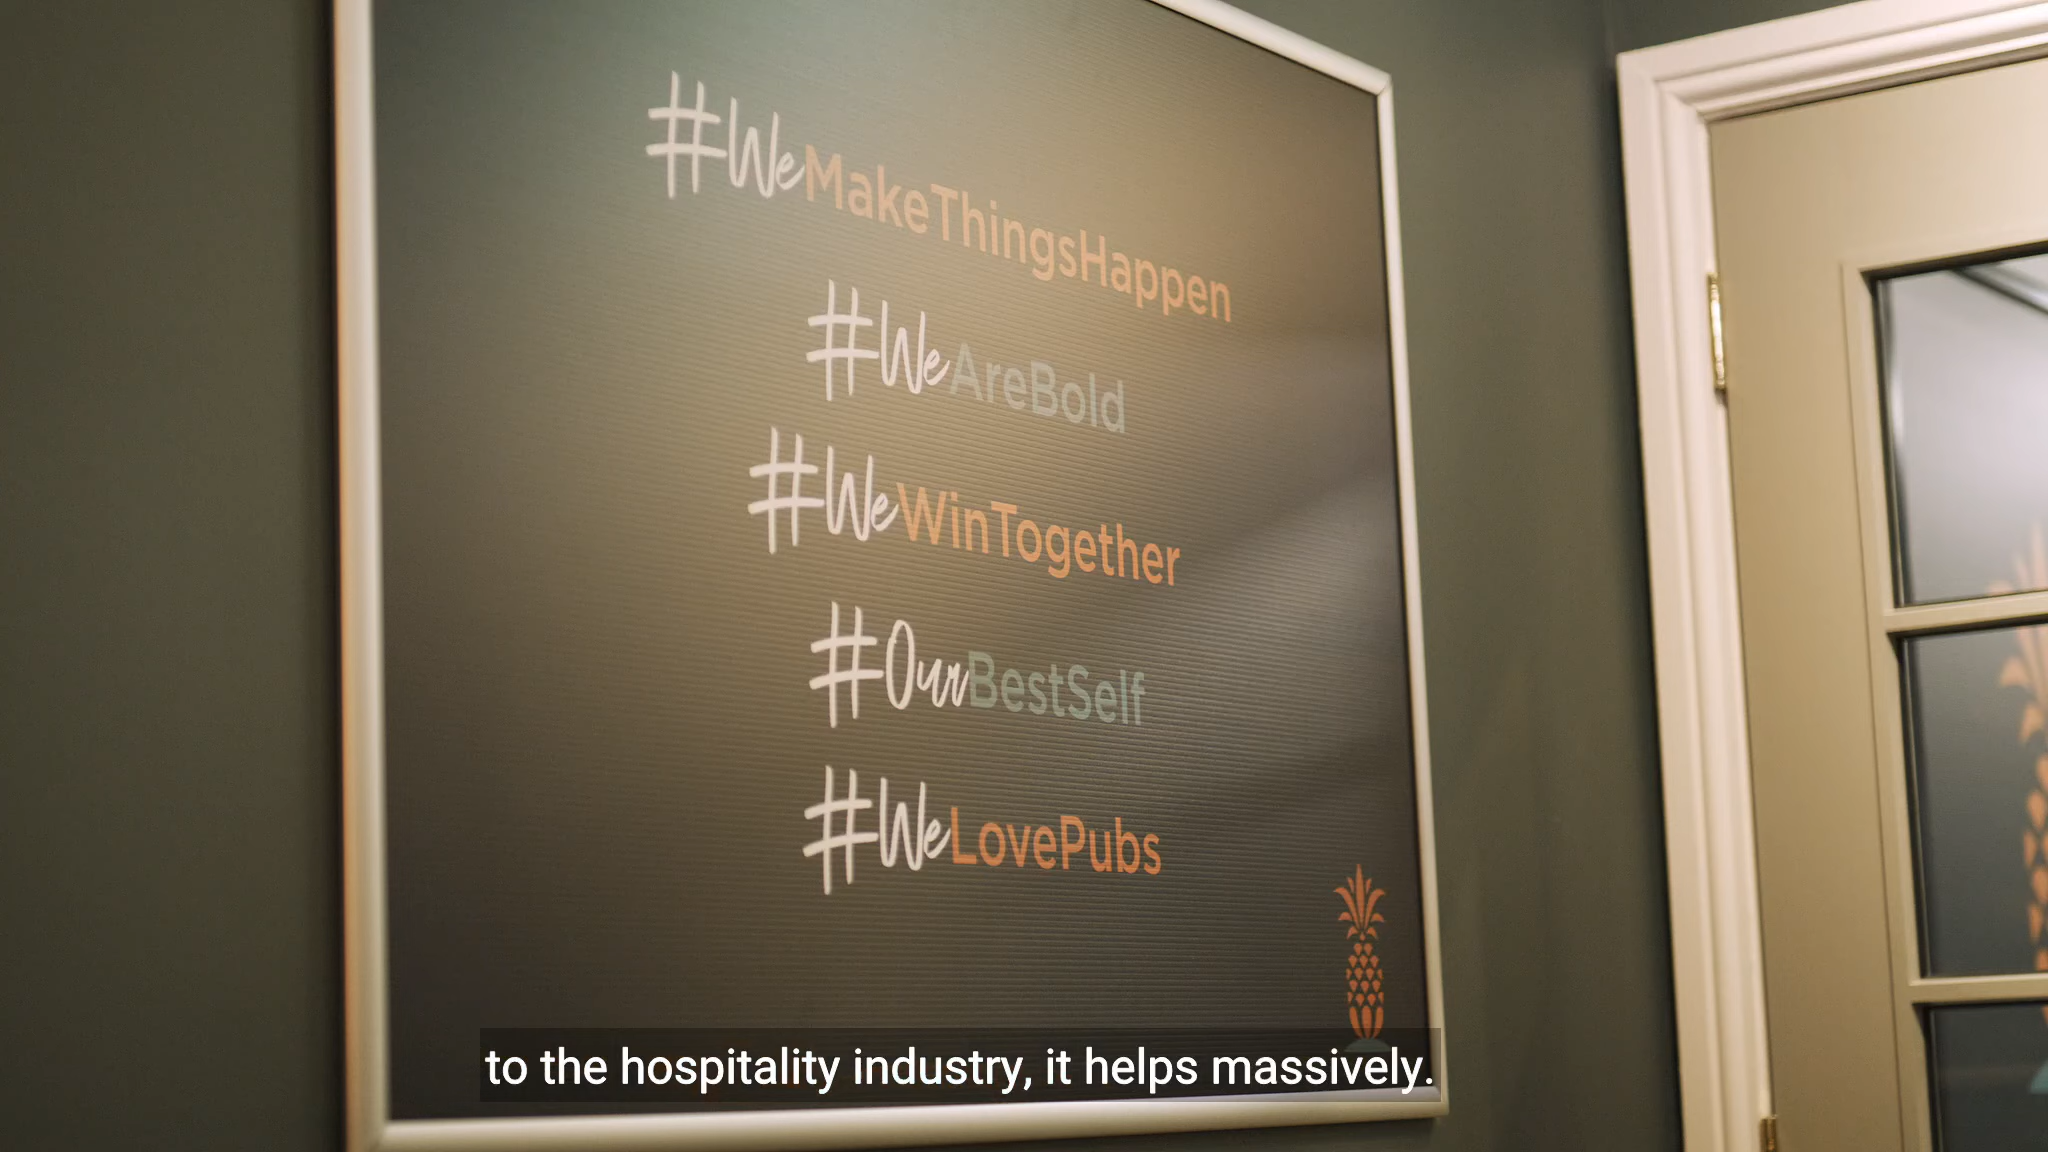 #WeMakeThingsHappen
#WeAreBold
#WeWinTogether
#OurBestSelf
#WeLovePubs
to the hospitality industry, it helps massively.